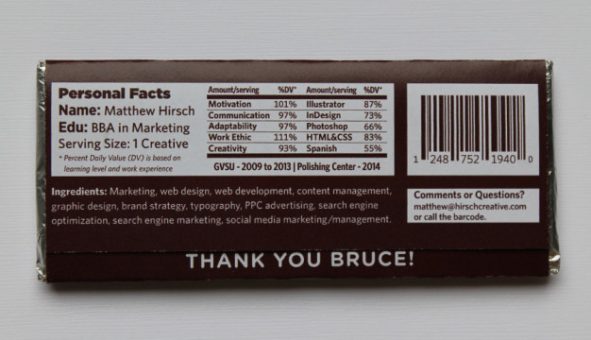 Personal Facts
Name: Matthew Hirsch
Edu: BBA in Marketing
Serving Size: 1 Creative
* Percent Daily Value (DV) is based on
learning level and work experience
Amount/serving %DV* Amount/serving %DV*
Motivation 101% Illustrator 87%
Communication 97% InDesign 73%
Adaptability 97% Photoshop 66%
Work Ethic 111% HTML&CSS 83%
Creativity 93% Spanish 55%
GVSU - 2009 to 2013 | Polishing Center - 2014
1 248 752 1940 0
Ingredients: Marketing, web design, web development, content management,
graphic design, brand strategy, typography, PPC advertising, search engine
optimization, search engine marketing, social media marketing/management.
Comments or Questions?
matthew@hirschcreative.com
or call the barcode.
THANK YOU BRUCE!